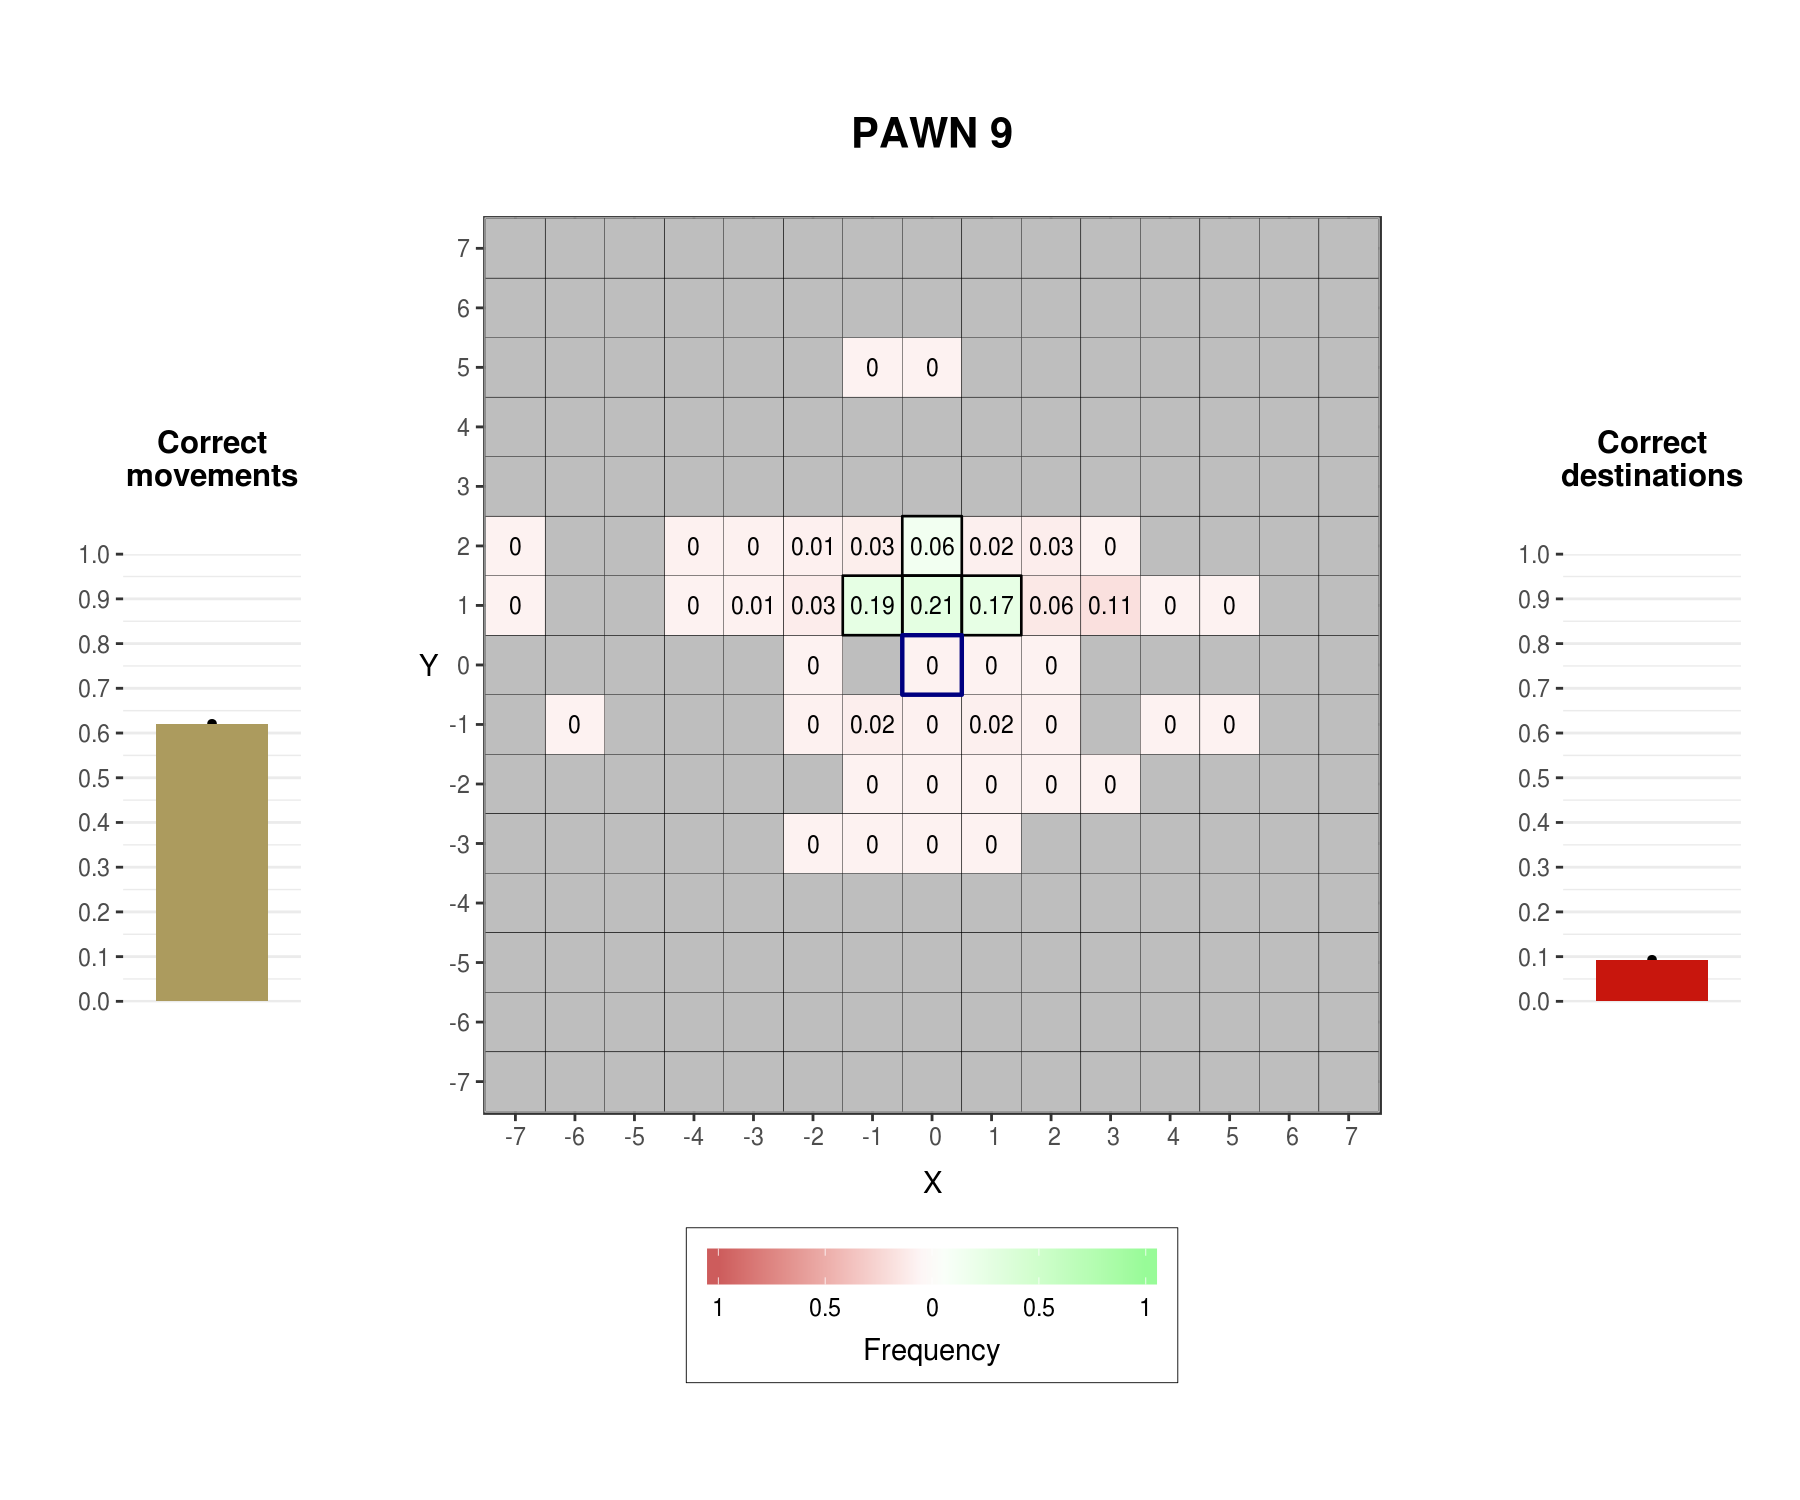 PAWN 9
Correct
movements
1.0
0.9
0.8
0.7
0.6
0.5
0.4
0.3
0.2
0.1
0.0
Y
7
6
5 0 0
4
3
2 0 0 0 0.01 0.03 0.06 0.02 0.03 0
1 0 0 0.01 0.03 0.19 0.21 0.17 0.06 0.11 0 0
0 0 0 0 0
-1 0 0 0.02 0 0.02 0 0 0
-2 0 0 0 0 0
-3 0 0 0 0
-4
-5
-6
-7
-7 -6 -5 -4 -3 -2 -1 0 1 2 3 4 5 6 7
X
1 0.5 0 0.5 1
Frequency
Correct
destinations
1.0
0.9
0.8
0.7
0.6
0.5
0.4
0.3
0.2
0.1
0.0